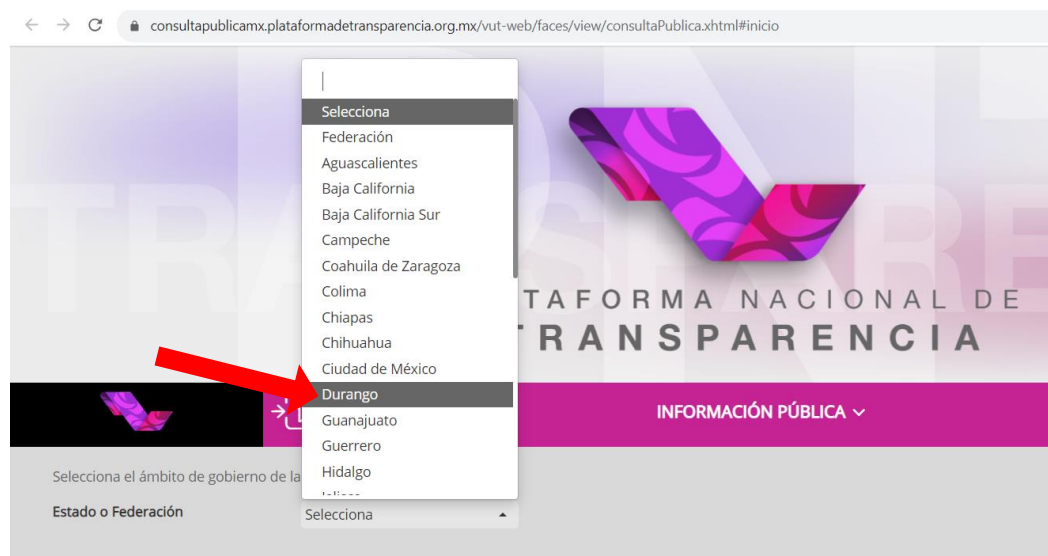 consultapublicamx.plataformadetransparencia.org.mx/vut-web/faces/view/consultaPublica.xhtml#inicio
Selecciona
Federación
Aguascalientes
Baja California
Baja California Sur
Campeche
Coahuila de Zaragoza
Colima
Chiapas
Chihuahua
Ciudad de México
Durango
Guanajuato
Guerrero
Hidalgo
TAFORMA NACIONAL DE
TRANSPARENCIA
INFORMACIÓN PÚBLICA
Selecciona el ámbito de gobierno de la
Estado o Federación
Selecciona